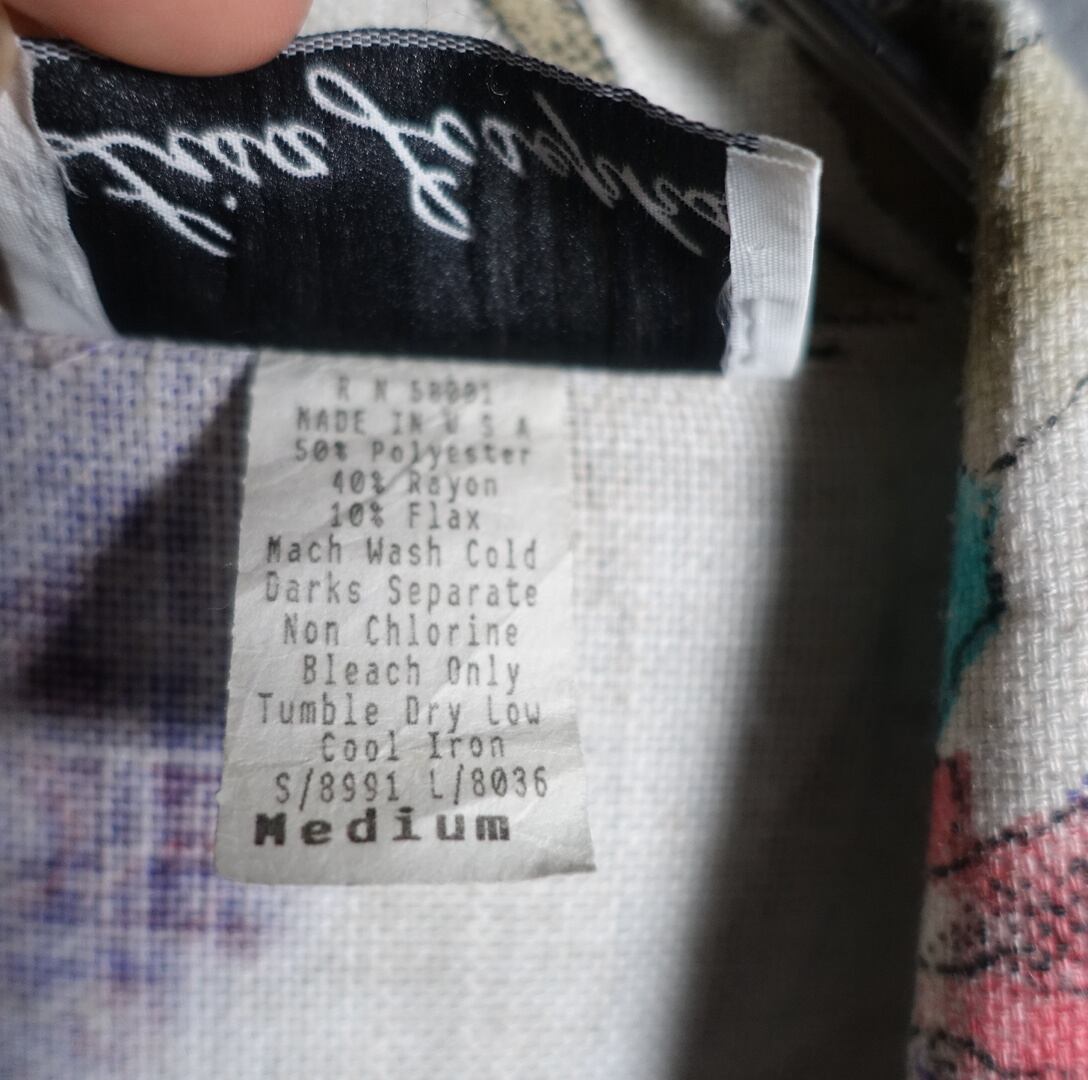 R N 58001
MADE IN U S A
50% Polyester
40% Rayon
10% Flax
Mach Wash Cold
Darks Separate
Non Chlorine
Bleach Only
Tumble Dry Low
Cool Iron
S/8991 L/8036
Medium